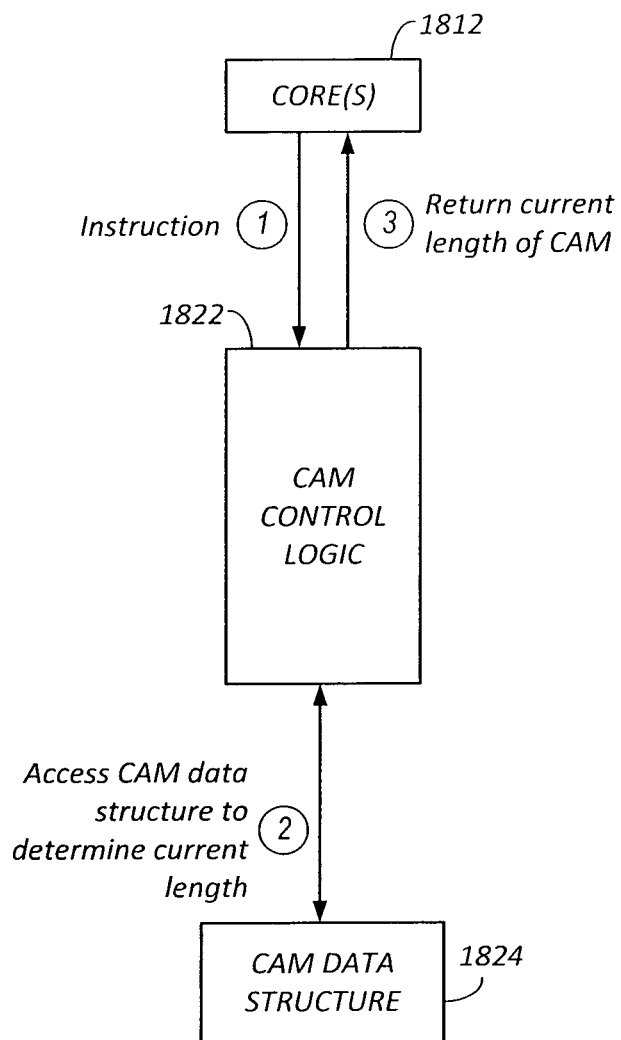 1812
CORE(S)
Instruction
1
3
Return current
length of CAM
1822
CAM
CONTROL
LOGIC
Access CAM data
structure to
determine current
length
2
1824
CAM DATA
STRUCTURE